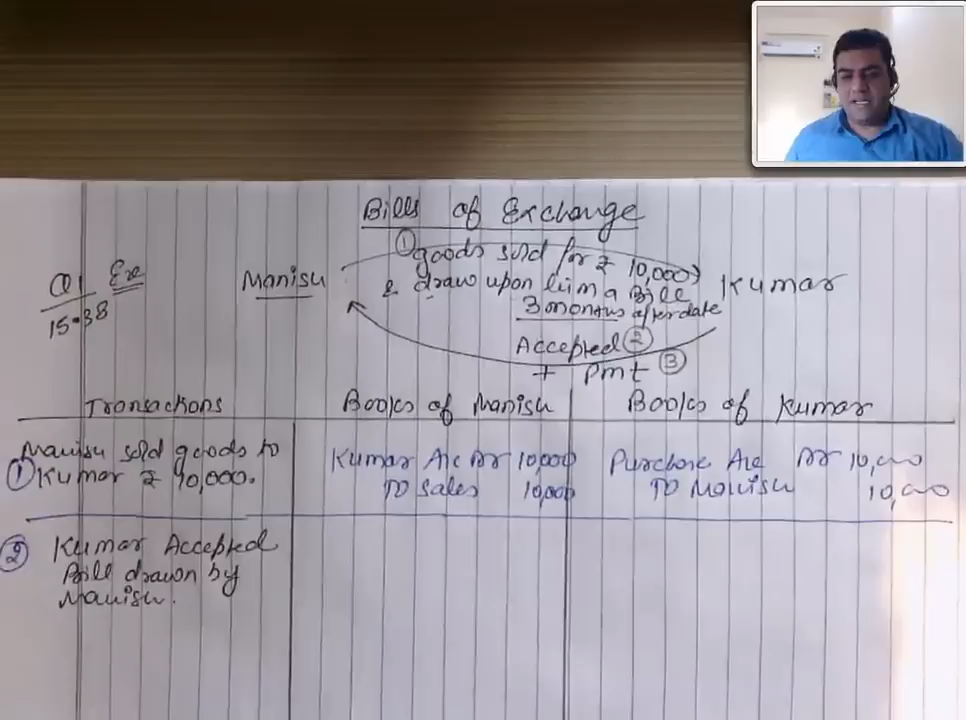 Bills of Exchange
Q1 Exe
15.38
Manish
① goods sold for ₹ 10,000
& draw upon him a Bill
3 months after date
Kumar
Accepted ②
+ Pmt ③
Transactions
Books of Manish
Books of Kumar
① Manish sold goods to
Kumar ₹ 10,000.
Kumar A/c Dr 10,000
To Sales 10,000
Purchase A/c Dr 10,000
To Manish 10,000
② Kumar Accepted
Bill drawn by
Manish.